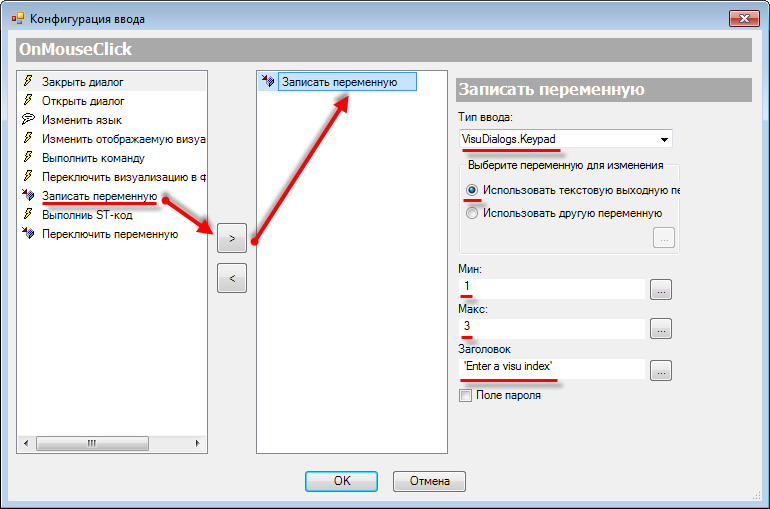 Конфигурация ввода
OnMouseClick
Закрыть диалог
Открыть диалог
Изменить язык
Изменить отображаемую визуа
Выполнить команду
Переключить визуализацию в ф
Записать переменную
Выполниь ST-код
Переключить переменную
>
<
Записать переменную
Записать переменную
Тип ввода:
VisuDialogs.Keypad
Выберите переменную для изменения
Использовать текстовую выходную пе
Использовать другую переменную
...
Мин:
1
...
Макс:
3
...
Заголовок
'Enter a visu index'
...
Поле пароля
OK
Отмена